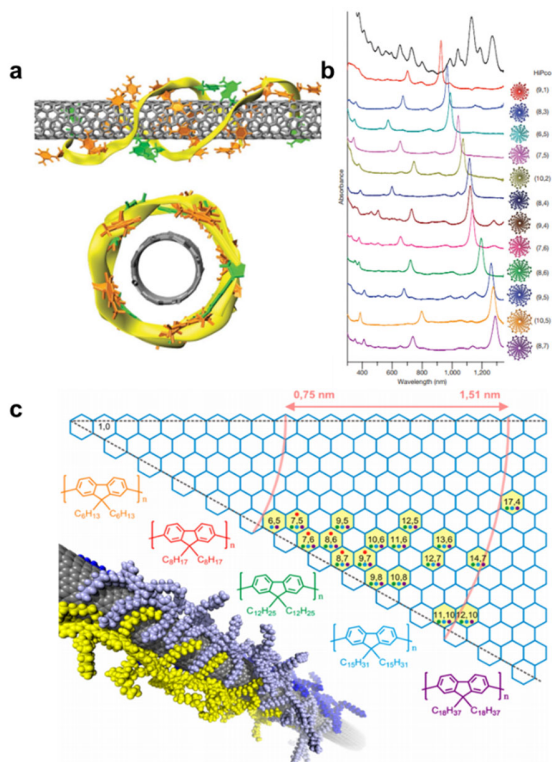 a
b
HiPco
(9,1)
(8,3)
(6,5)
(7,5)
(10,2)
(8,4)
(9,4)
(7,6)
(8,6)
(9,5)
(10,5)
(8,7)
Absorbance
400 600 800 1,000 1,200
Wavelength (nm)
c
0,75 nm
1,51 nm
1,0
17,4
6,5
7,5
9,5
12,5
7,6
8,6
10,6
11,6
13,6
8,7
9,7
12,7
14,7
9,8
10,8
11,10
12,10
C6H13 C6H13
n
C8H17 C8H17
n
C12H25 C12H25
n
C15H31 C15H31
n
C18H37 C18H37
n